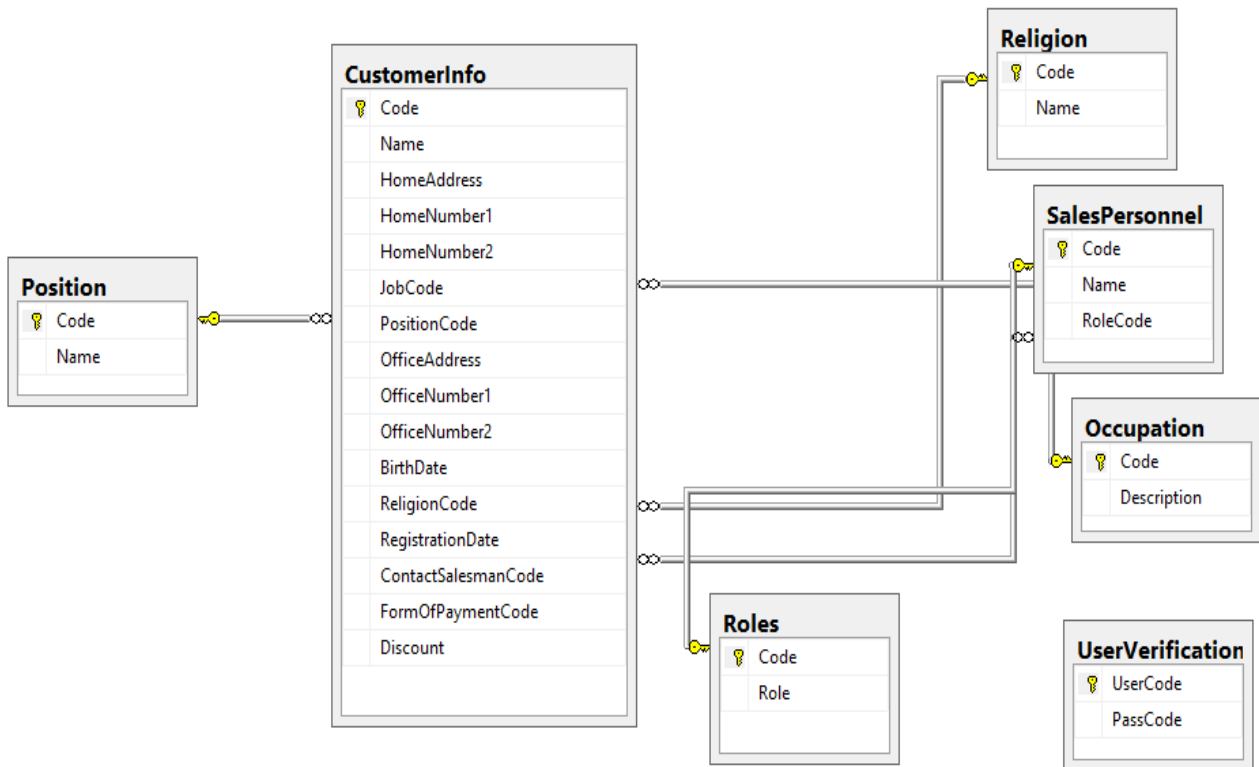 Position
Code
Name
CustomerInfo
Code
Name
HomeAddress
HomeNumber1
HomeNumber2
JobCode
PositionCode
OfficeAddress
OfficeNumber1
OfficeNumber2
BirthDate
ReligionCode
RegistrationDate
ContactSalesmanCode
FormOfPaymentCode
Discount
Religion
Code
Name
SalesPersonnel
Code
Name
RoleCode
Occupation
Code
Description
Roles
Code
Role
UserVerification
UserCode
PassCode